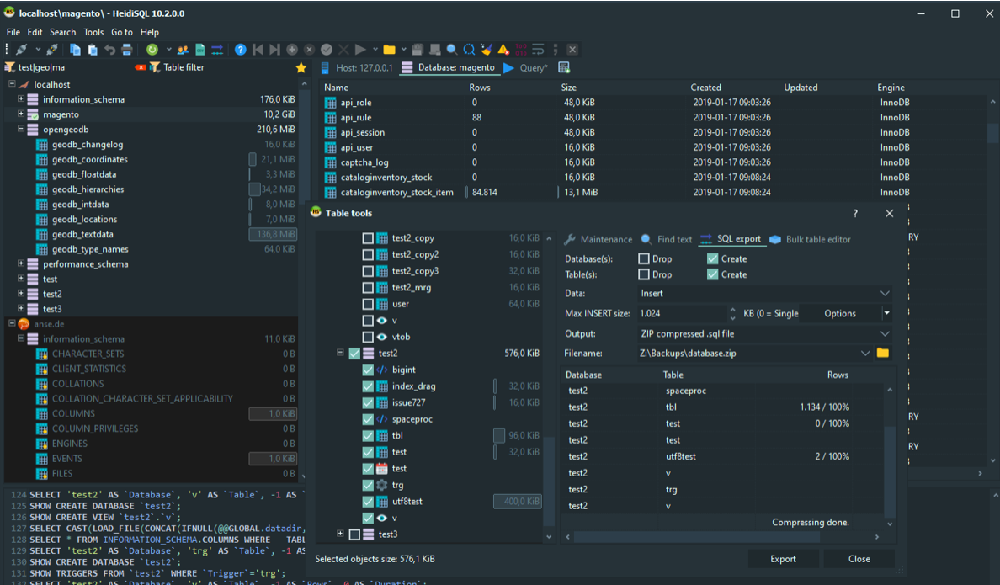 localhost\magento\ - HeidiSQL 10.2.0.0
File Edit Search Tools Go to Help
test|geo|ma
Table filter
Host: 127.0.0.1 Database: magento Query*
localhost
information_schema 176,0 KiB
magento 10,2 GiB
opengeodb 210,6 MiB
geodb_changelog 16,0 KiB
geodb_coordinates 21,1 MiB
geodb_floatdata 3,3 MiB
geodb_hierarchies 34,2 MiB
geodb_intdata 8,0 MiB
geodb_locations 7,0 MiB
geodb_textdata 136,8 MiB
geodb_type_names 64,0 KiB
performance_schema
test
test2
test3
anse.de
information_schema 11,0 KiB
CHARACTER_SETS 0 B
CLIENT_STATISTICS 0 B
COLLATIONS 0 B
COLLATION_CHARACTER_SET_APPLICABILITY 0 B
COLUMNS 1,0 KiB
COLUMN_PRIVILEGES 0 B
ENGINES 0 B
EVENTS 1,0 KiB
FILES 0 B
Name Rows Size Created Updated Engine
api_role 0 48,0 KiB 2019-01-17 09:03:26 InnoDB
api_rule 88 48,0 KiB 2019-01-17 09:03:26 InnoDB
api_session 0 48,0 KiB 2019-01-17 09:03:26 InnoDB
api_user 0 16,0 KiB 2019-01-17 09:03:26 InnoDB
captcha_log 0 16,0 KiB 2019-01-17 09:03:26 InnoDB
cataloginventory_stock 0 16,0 KiB 2019-01-17 09:08:24 InnoDB
cataloginventory_stock_item 84.814 13,1 MiB 2019-01-17 09:08:24 InnoDB
RY
RY
RY
Table tools
?
test2_copy 16,0 KiB
test2_copy2 16,0 KiB
test2_copy3 32,0 KiB
test2_mrg 16,0 KiB
user 64,0 KiB
v
vtob
test2 576,0 KiB
bigint
index_drag 32,0 KiB
issue727 16,0 KiB
spaceproc
tbl 96,0 KiB
test 32,0 KiB
test
trg
utf8test 400,0 KiB
v
test3
Maintenance Find text SQL export Bulk table editor
Database(s): Drop Create
Table(s): Drop Create
Data: Insert
Max INSERT size: 1.024 KB (0 = Single Options
Output: ZIP compressed .sql file
Filename: Z:\Backups\database.zip
Database Table Rows
test2 spaceproc
test2 tbl 1.134 / 100%
test2 test 0 / 100%
test2 test
test2 utf8test 2 / 100%
test2 v
test2 trg
test2 v
Compressing done.
Selected objects size: 576,1 KiB
Export Close
124 SELECT 'test2' AS `Database`, 'v' AS `Table`, -1 AS `
125 SHOW CREATE DATABASE `test2`;
126 SHOW CREATE VIEW `test2`.`v`;
127 SELECT CAST(LOAD_FILE(CONCAT(IFNULL(@@GLOBAL.datadir,
128 SELECT * FROM INFORMATION_SCHEMA.COLUMNS WHERE TABL
129 SELECT 'test2' AS `Database`, 'trg' AS `Table`, -1 AS
130 SHOW CREATE DATABASE `test2`;
131 SHOW TRIGGERS FROM `test2` WHERE `Trigger`='trg';
132 SELECT 'test2' AS `Database`, 'v' AS `Table`, -1 AS `Rows`, 0 AS `Duration`;